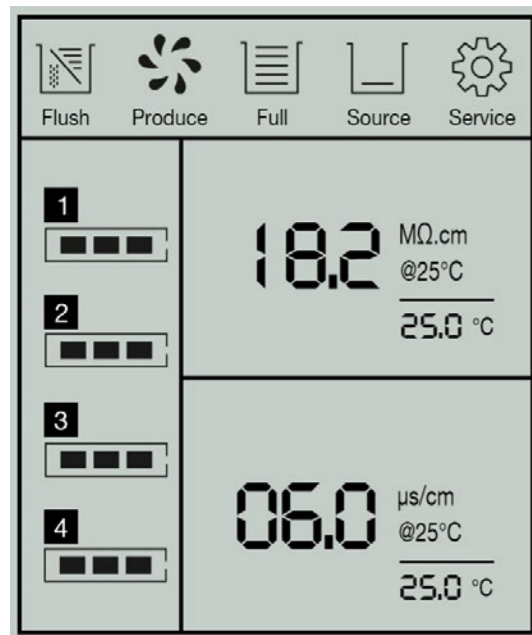 Flush Produce Full Source Service
1
2
3
4
18.2 MΩ.cm
@25°C
25.0 °C
06.0 µs/cm
@25°C
25.0 °C